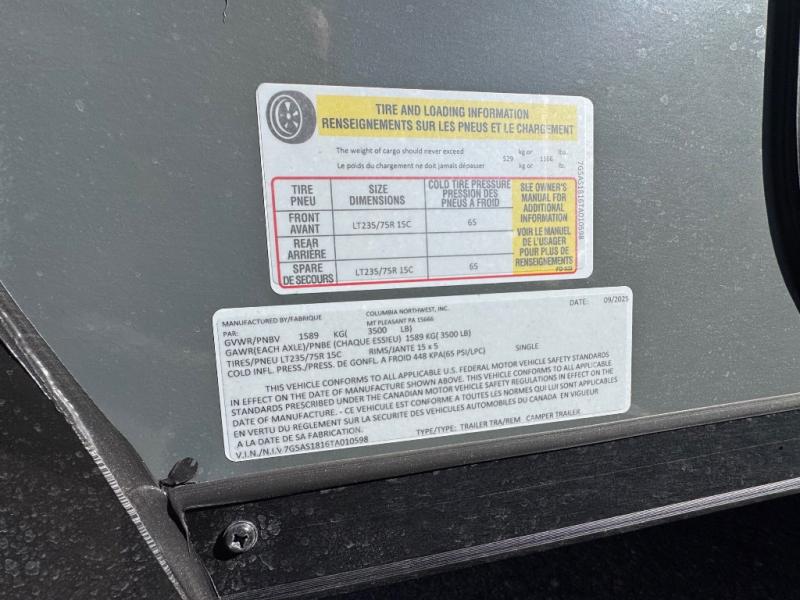 TIRE AND LOADING INFORMATION
RENSEIGNEMENTS SUR LES PNEUS ET LE CHARGEMENT
The weight of cargo should never exceed kg or lbs.
Le poids du chargement ne doit jamais dépasser 529 kg or 1166 lb.
TIRE PNEU
SIZE DIMENSIONS
COLD TIRE PRESSURE PRESSION DES PNEUS A FROID
SEE OWNER'S MANUAL FOR ADDITIONAL INFORMATION
VOIR LE MANUEL DE L'USAGER POUR PLUS DE RENSEIGNEMENTS
FRONT AVANT
LT235/75R 15C
65
REAR ARRIÈRE
SPARE DE SECOURS
LT235/75R 15C
65
7G5AS1816TA010598
MANUFACTURED BY/FABRIQUE PAR:
COLUMBIA NORTHWEST, INC.
MT PLEASANT PA 15666
DATE: 09/2025
GVWR/PNBV 1589 KG( 3500 LB)
GAWR(EACH AXLE)/PNBE (CHAQUE ESSIEU) 1589 KG(3500 LB)
TIRES/PNEU LT235/75R 15C RIMS/JANTE 15 x 5 SINGLE
COLD INFL. PRESS./PRESS. DE GONFL. A FROID 448 KPA(65 PSI/LPC)
THIS VEHICLE CONFORMS TO ALL APPLICABLE U.S. FEDERAL MOTOR VEHICLE SAFETY STANDARDS
IN EFFECT ON THE DATE OF MANUFACTURE SHOWN ABOVE. THIS VEHICLE CONFORMS TO ALL APPLICABLE
STANDARDS PRESCRIBED UNDER THE CANADIAN MOTOR VEHICLE SAFETY REGULATIONS IN EFFECT ON THE
DATE OF MANUFACTURE. - CE VEHICULE EST CONFORME A TOUTES LES NORMES QUI LUI SONT APPLICABLES
EN VERTU DU REGLEMENT SUR LA SECURITE DES VEHICULES AUTOMOBILES DU CANADA EN VIGUEUR
A LA DATE DE SA FABRICATION.
V.I.N./N.I.V 7G5AS1816TA010598 TYPE/TYPE: TRAILER TRA/REM CAMPER TRAILER